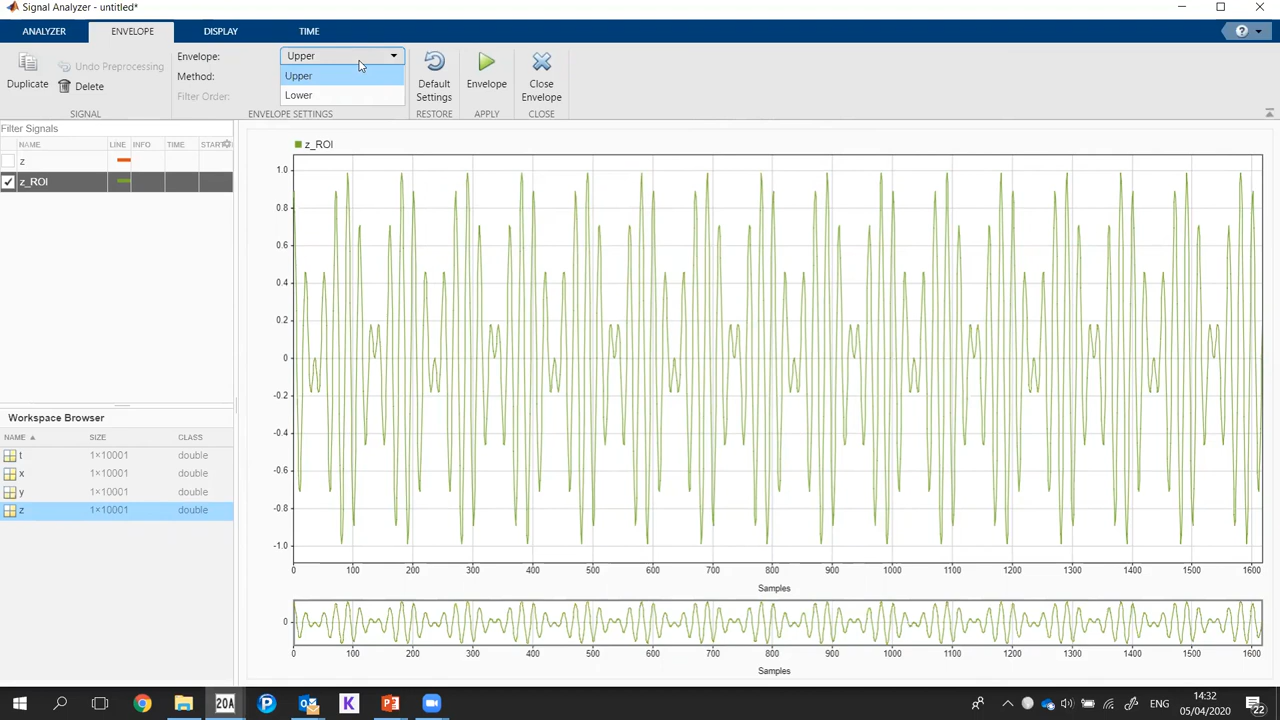 Signal Analyzer - untitled*
ANALYZER ENVELOPE DISPLAY TIME
Duplicate
Undo Preprocessing
Delete
SIGNAL
Envelope: Upper
Upper
Lower
Method:
Filter Order:
ENVELOPE SETTINGS
Default
Settings
RESTORE
Envelope
APPLY
Close
Envelope
CLOSE
Filter Signals
NAME LINE INFO TIME START
z
z_ROI
Workspace Browser
NAME SIZE CLASS
t 1×10001 double
x 1×10001 double
y 1×10001 double
z 1×10001 double
z_ROI
1.0
0.8
0.6
0.4
0.2
0
-0.2
-0.4
-0.6
-0.8
-1.0
0 100 200 300 400 500 600 700 800 900 1000 1100 1200 1300 1400 1500 1600
Samples
0
0 100 200 300 400 500 600 700 800 900 1000 1100 1200 1300 1400 1500 1600
Samples
20A
K
ENG
14:32
05/04/2020
22